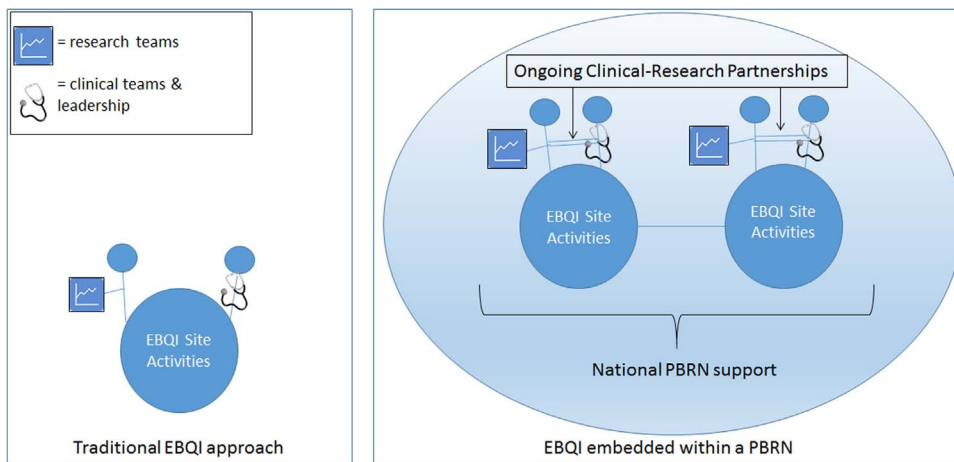 = research teams
= clinical teams &
leadership
EBQI Site
Activities
Traditional EBQI approach
Ongoing Clinical-Research Partnerships
EBQI Site
Activities
EBQI Site
Activities
National PBRN support
EBQI embedded within a PBRN